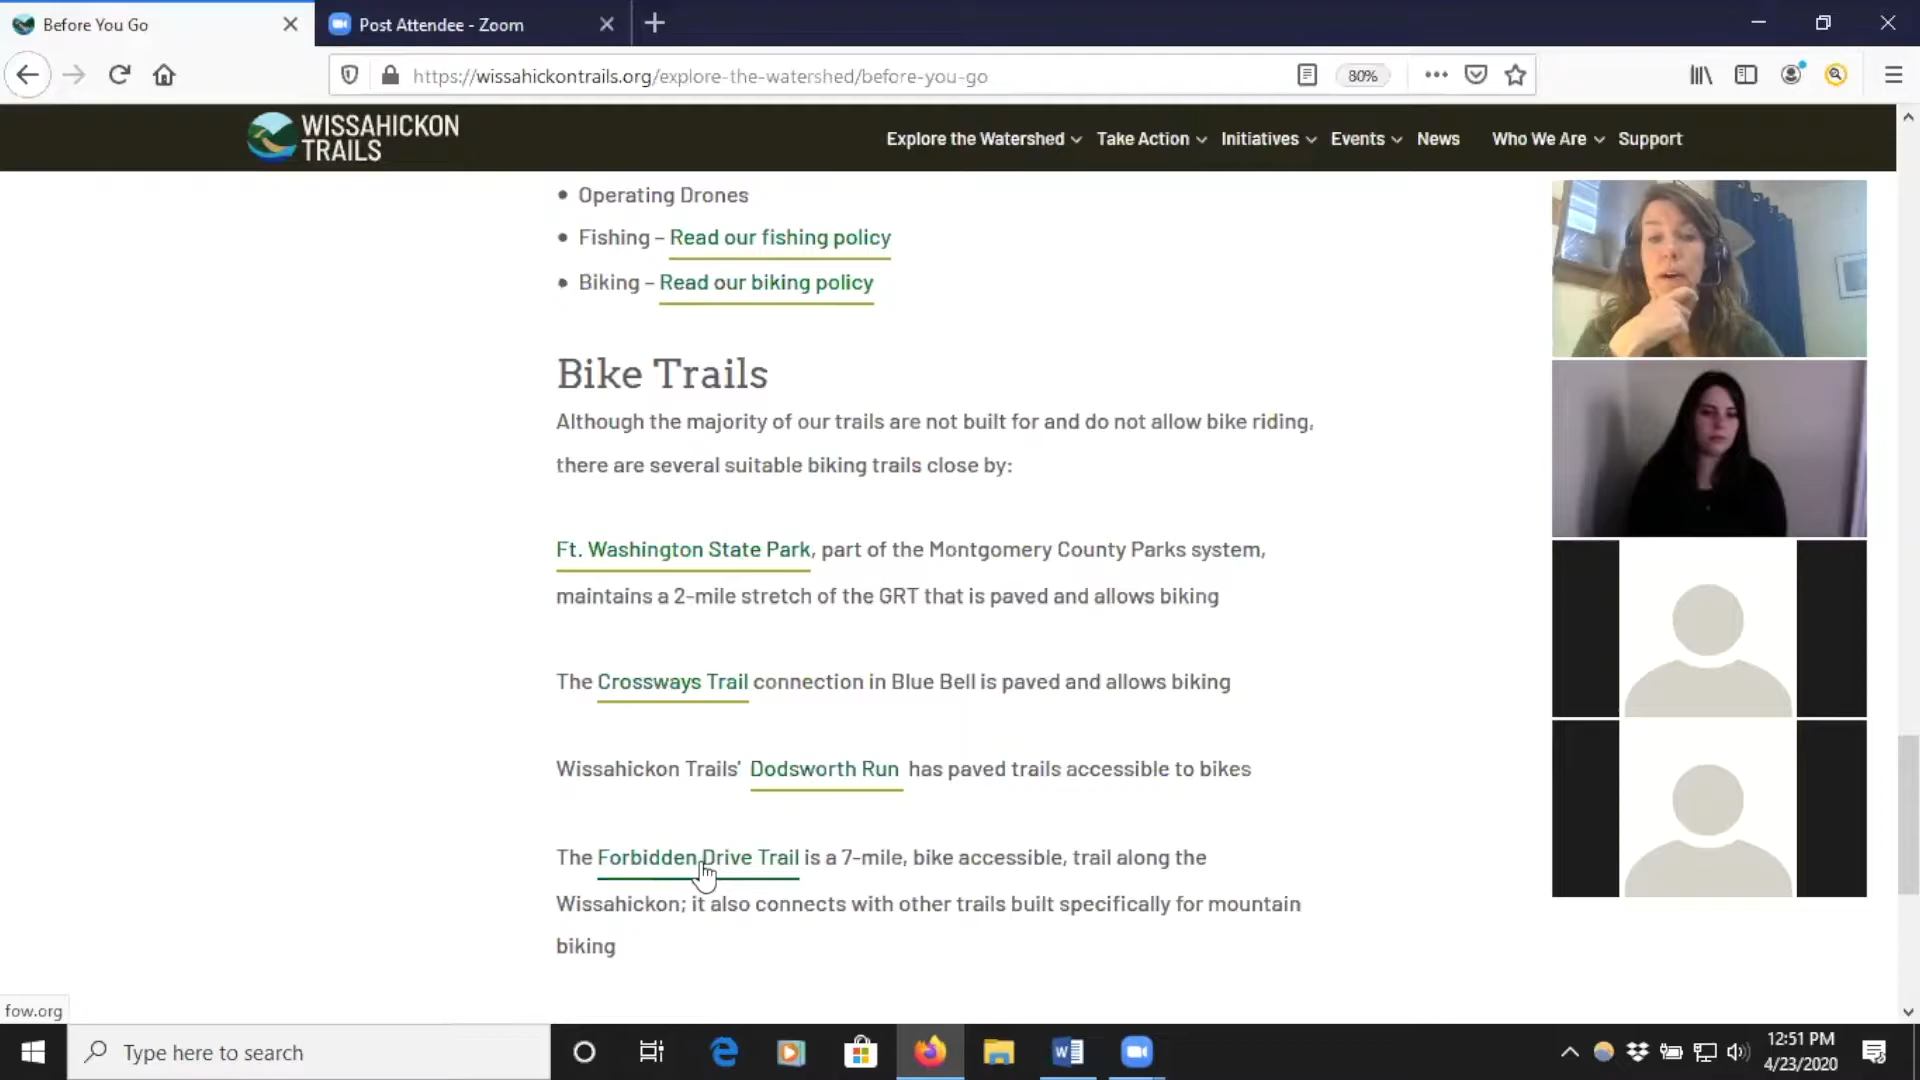 Before You Go
Post Attendee - Zoom
https://wissahickontrails.org/explore-the-watershed/before-you-go
80%
WISSAHICKON
TRAILS
Explore the Watershed
Take Action
Initiatives
Events
News
Who We Are
Support
• Operating Drones
• Fishing – Read our fishing policy
• Biking – Read our biking policy
Bike Trails
Although the majority of our trails are not built for and do not allow bike riding,
there are several suitable biking trails close by:
Ft. Washington State Park, part of the Montgomery County Parks system,
maintains a 2-mile stretch of the GRT that is paved and allows biking
The Crossways Trail connection in Blue Bell is paved and allows biking
Wissahickon Trails' Dodsworth Run has paved trails accessible to bikes
The Forbidden Drive Trail is a 7-mile, bike accessible, trail along the
Wissahickon; it also connects with other trails built specifically for mountain
biking
fow.org
Type here to search
12:51 PM
4/23/2020